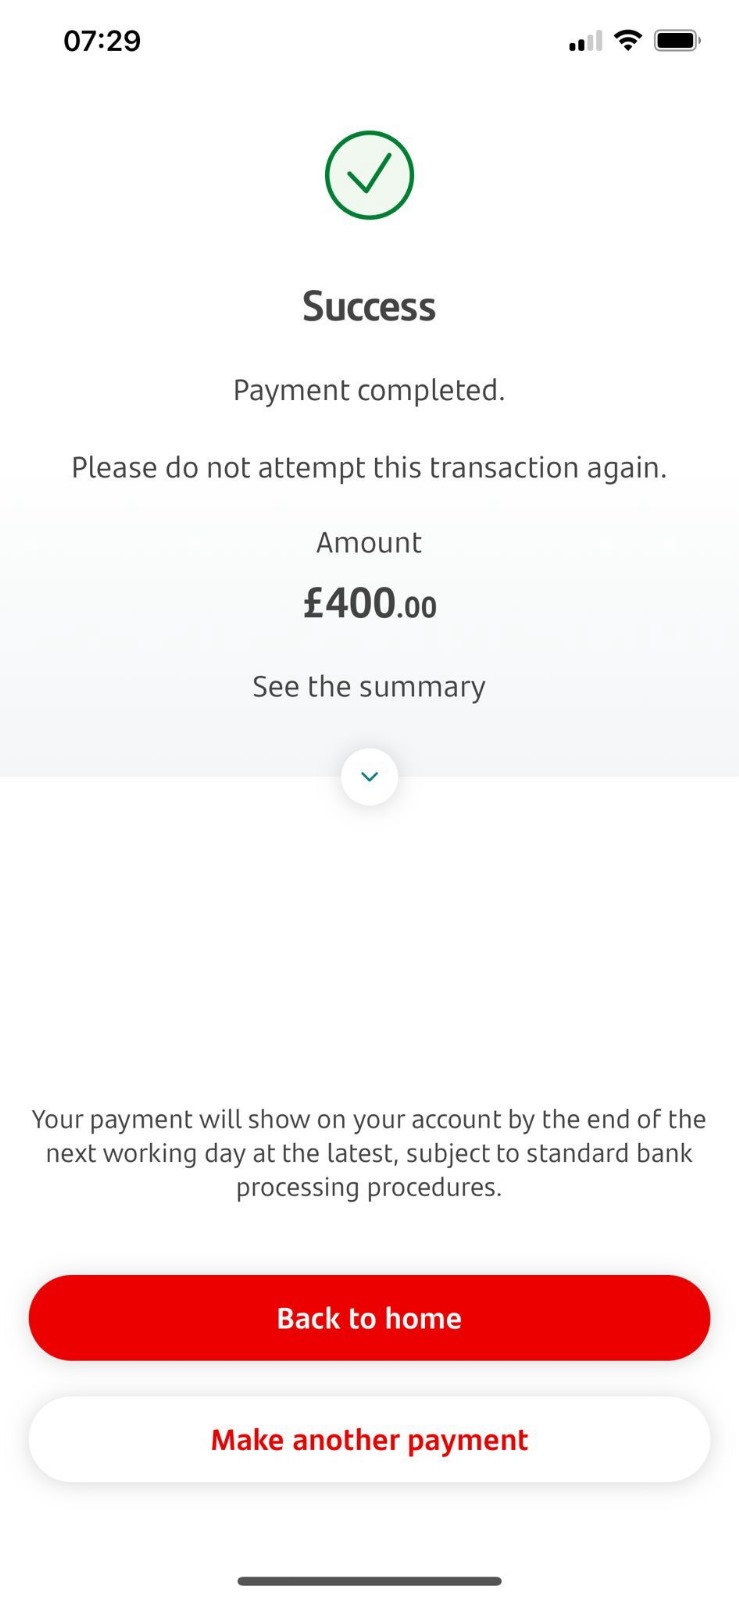 07:29
Success
Payment completed.
Please do not attempt this transaction again.
Amount
£400.00
See the summary
Your payment will show on your account by the end of the
next working day at the latest, subject to standard bank
processing procedures.
Back to home
Make another payment